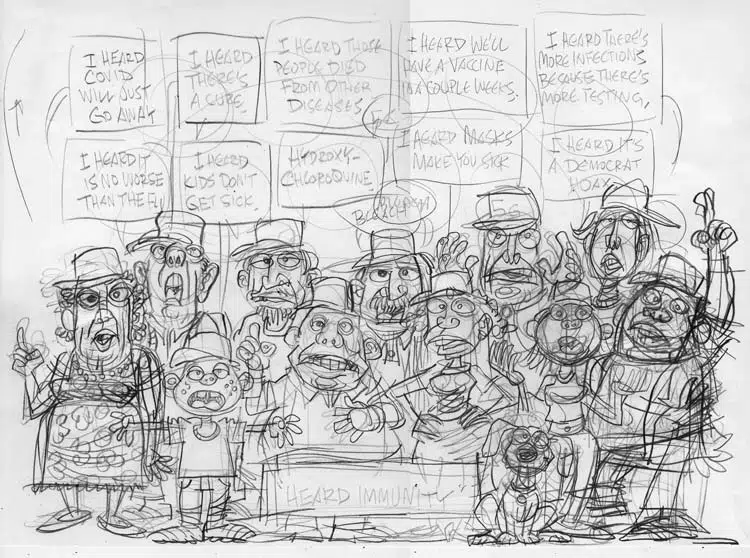 I HEARD
COVID
WILL JUST
GO AWAY
I HEARD
THERE'S
A CURE.
I HEARD THOSE
PEOPLE DIED
FROM OTHER
DISEASES
I HEARD WE'LL
HAVE A VACCINE
IN A COUPLE WEEKS.
I HEARD THERE'S
MORE INFECTIONS
BECAUSE THERE'S
MORE TESTING.
I HEARD IT
IS NO WORSE
THAN THE FLU
I HEARD
KIDS DON'T
GET SICK.
HYDROXY-
CHLOROQUINE.
BLEACH
I HEARD MASKS
MAKE YOU SICK
I HEARD IT'S
A DEMOCRAT
HOAX
"HEARD IMMUNITY"